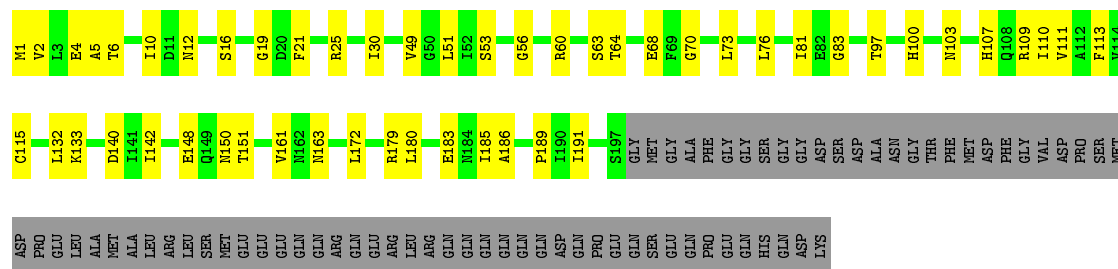 M1 V2 L3 E4 A5 T6 I10 D11 N12 S16 G19 D20 F21 R25 I30 V49 G50 L51 I52 S53 G56 R60 S63 T64 E68 F69 G70 L73 L76 I81 E82 G83 T97 H100 N103 H107 Q108 R109 I110 V111 A112 F113 V114
C115 L132 K133 D140 I141 I142 E148 Q149 N150 T151 V161 N162 N163 L172 R179 L180 E183 N184 I185 A186 P189 I190 I191 S197 GLY MET GLY ALA PHE GLY GLY SER GLY GLY ASP SER ASP ALA ASN GLY THR PHE MET ASP PHE GLY VAL ASP PRO SER MET
ASP PRO GLU LEU ALA MET ALA LEU ARG LEU SER MET GLU GLU GLU GLN GLN ARG GLN GLU ARG LEU ARG GLN GLN GLN GLN GLN GLN ASP GLN PRO GLU GLN SER GLU GLN PRO GLU GLN HIS GLN ASP LYS